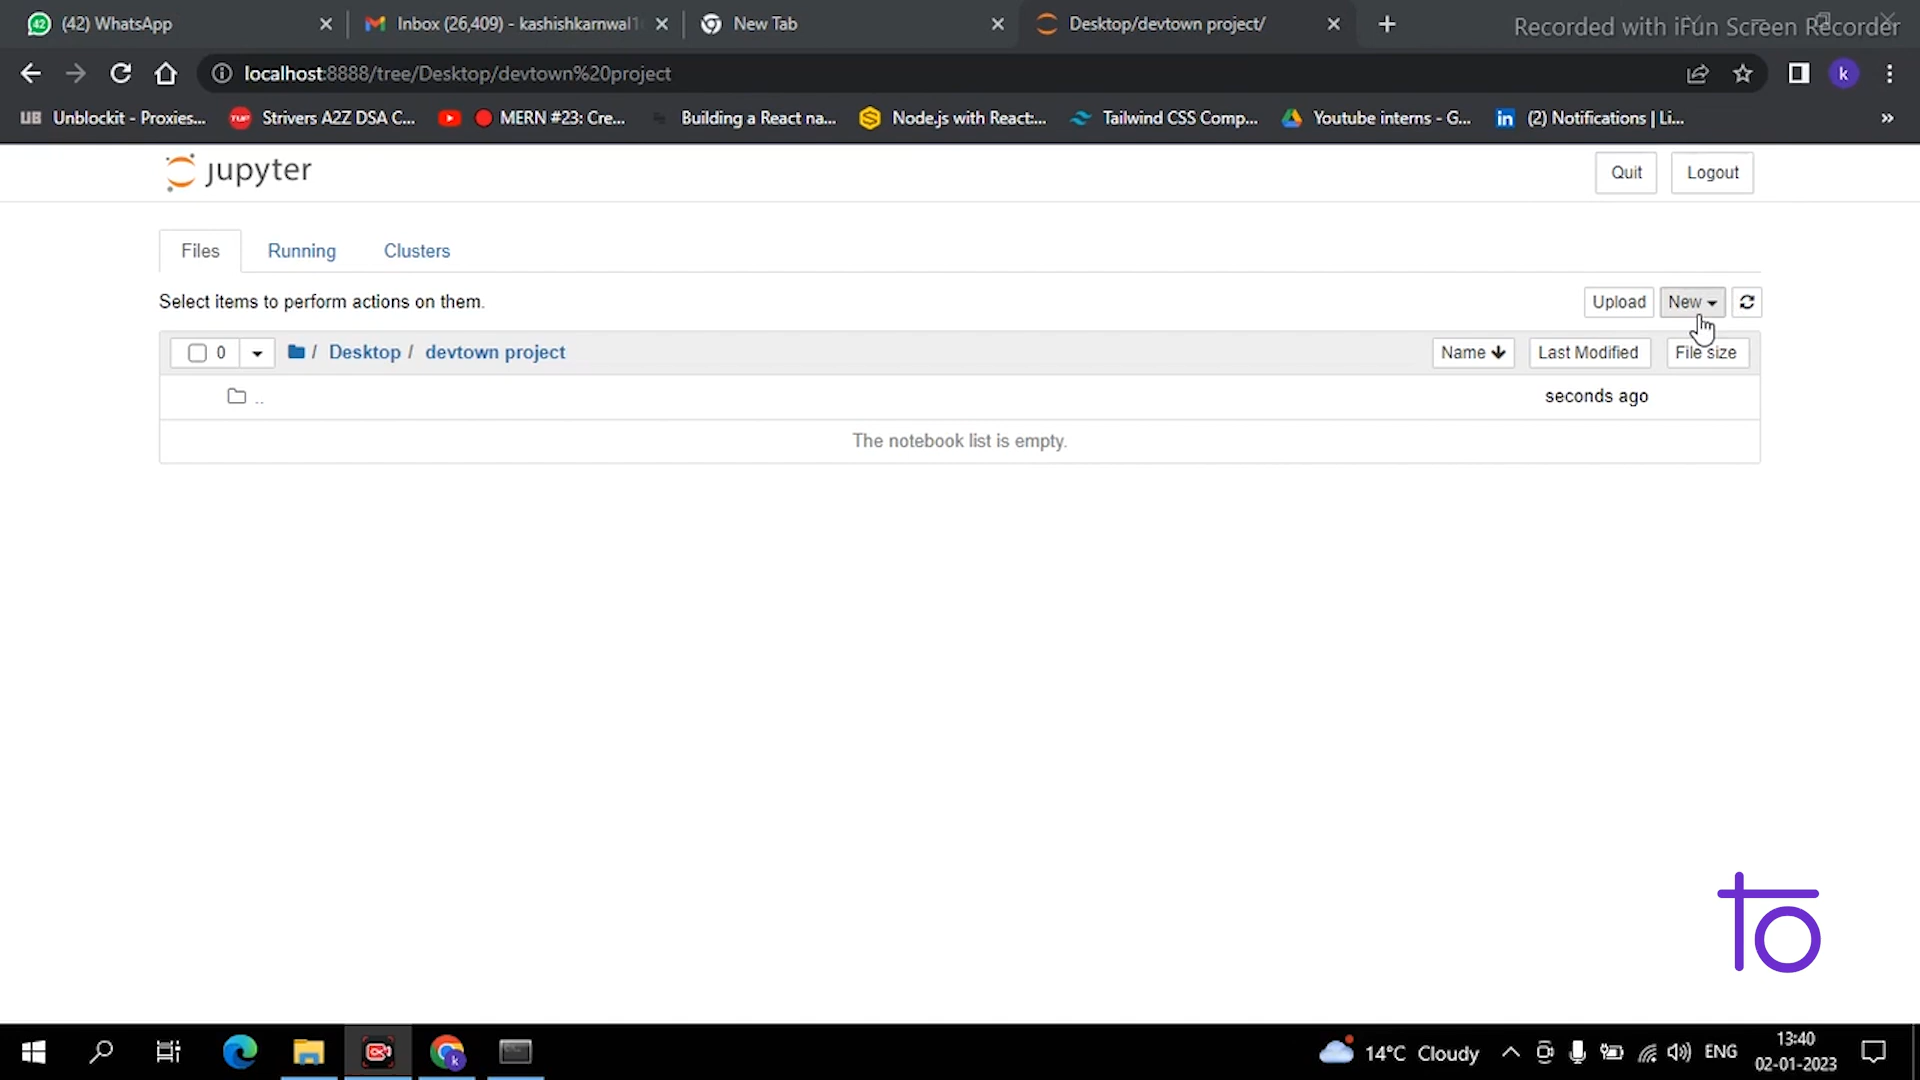 (42) WhatsApp
Inbox (26,409) - kashishkarnwal1
New Tab
Desktop/devtown project/
Recorded with iFun Screen Recorder
localhost:8888/tree/Desktop/devtown%20project
k
UB Unblockit - Proxies...
TUF Strivers A2Z DSA C...
MERN #23: Cre...
Building a React na...
Node.js with React:...
Tailwind CSS Comp...
Youtube interns - G...
in (2) Notifications | Li...
»
jupyter
Quit
Logout
Files
Running
Clusters
Select items to perform actions on them.
Upload
New
0
/ Desktop / devtown project
Name
Last Modified
File size
..
seconds ago
The notebook list is empty.
14°C Cloudy
ENG
13:40
02-01-2023